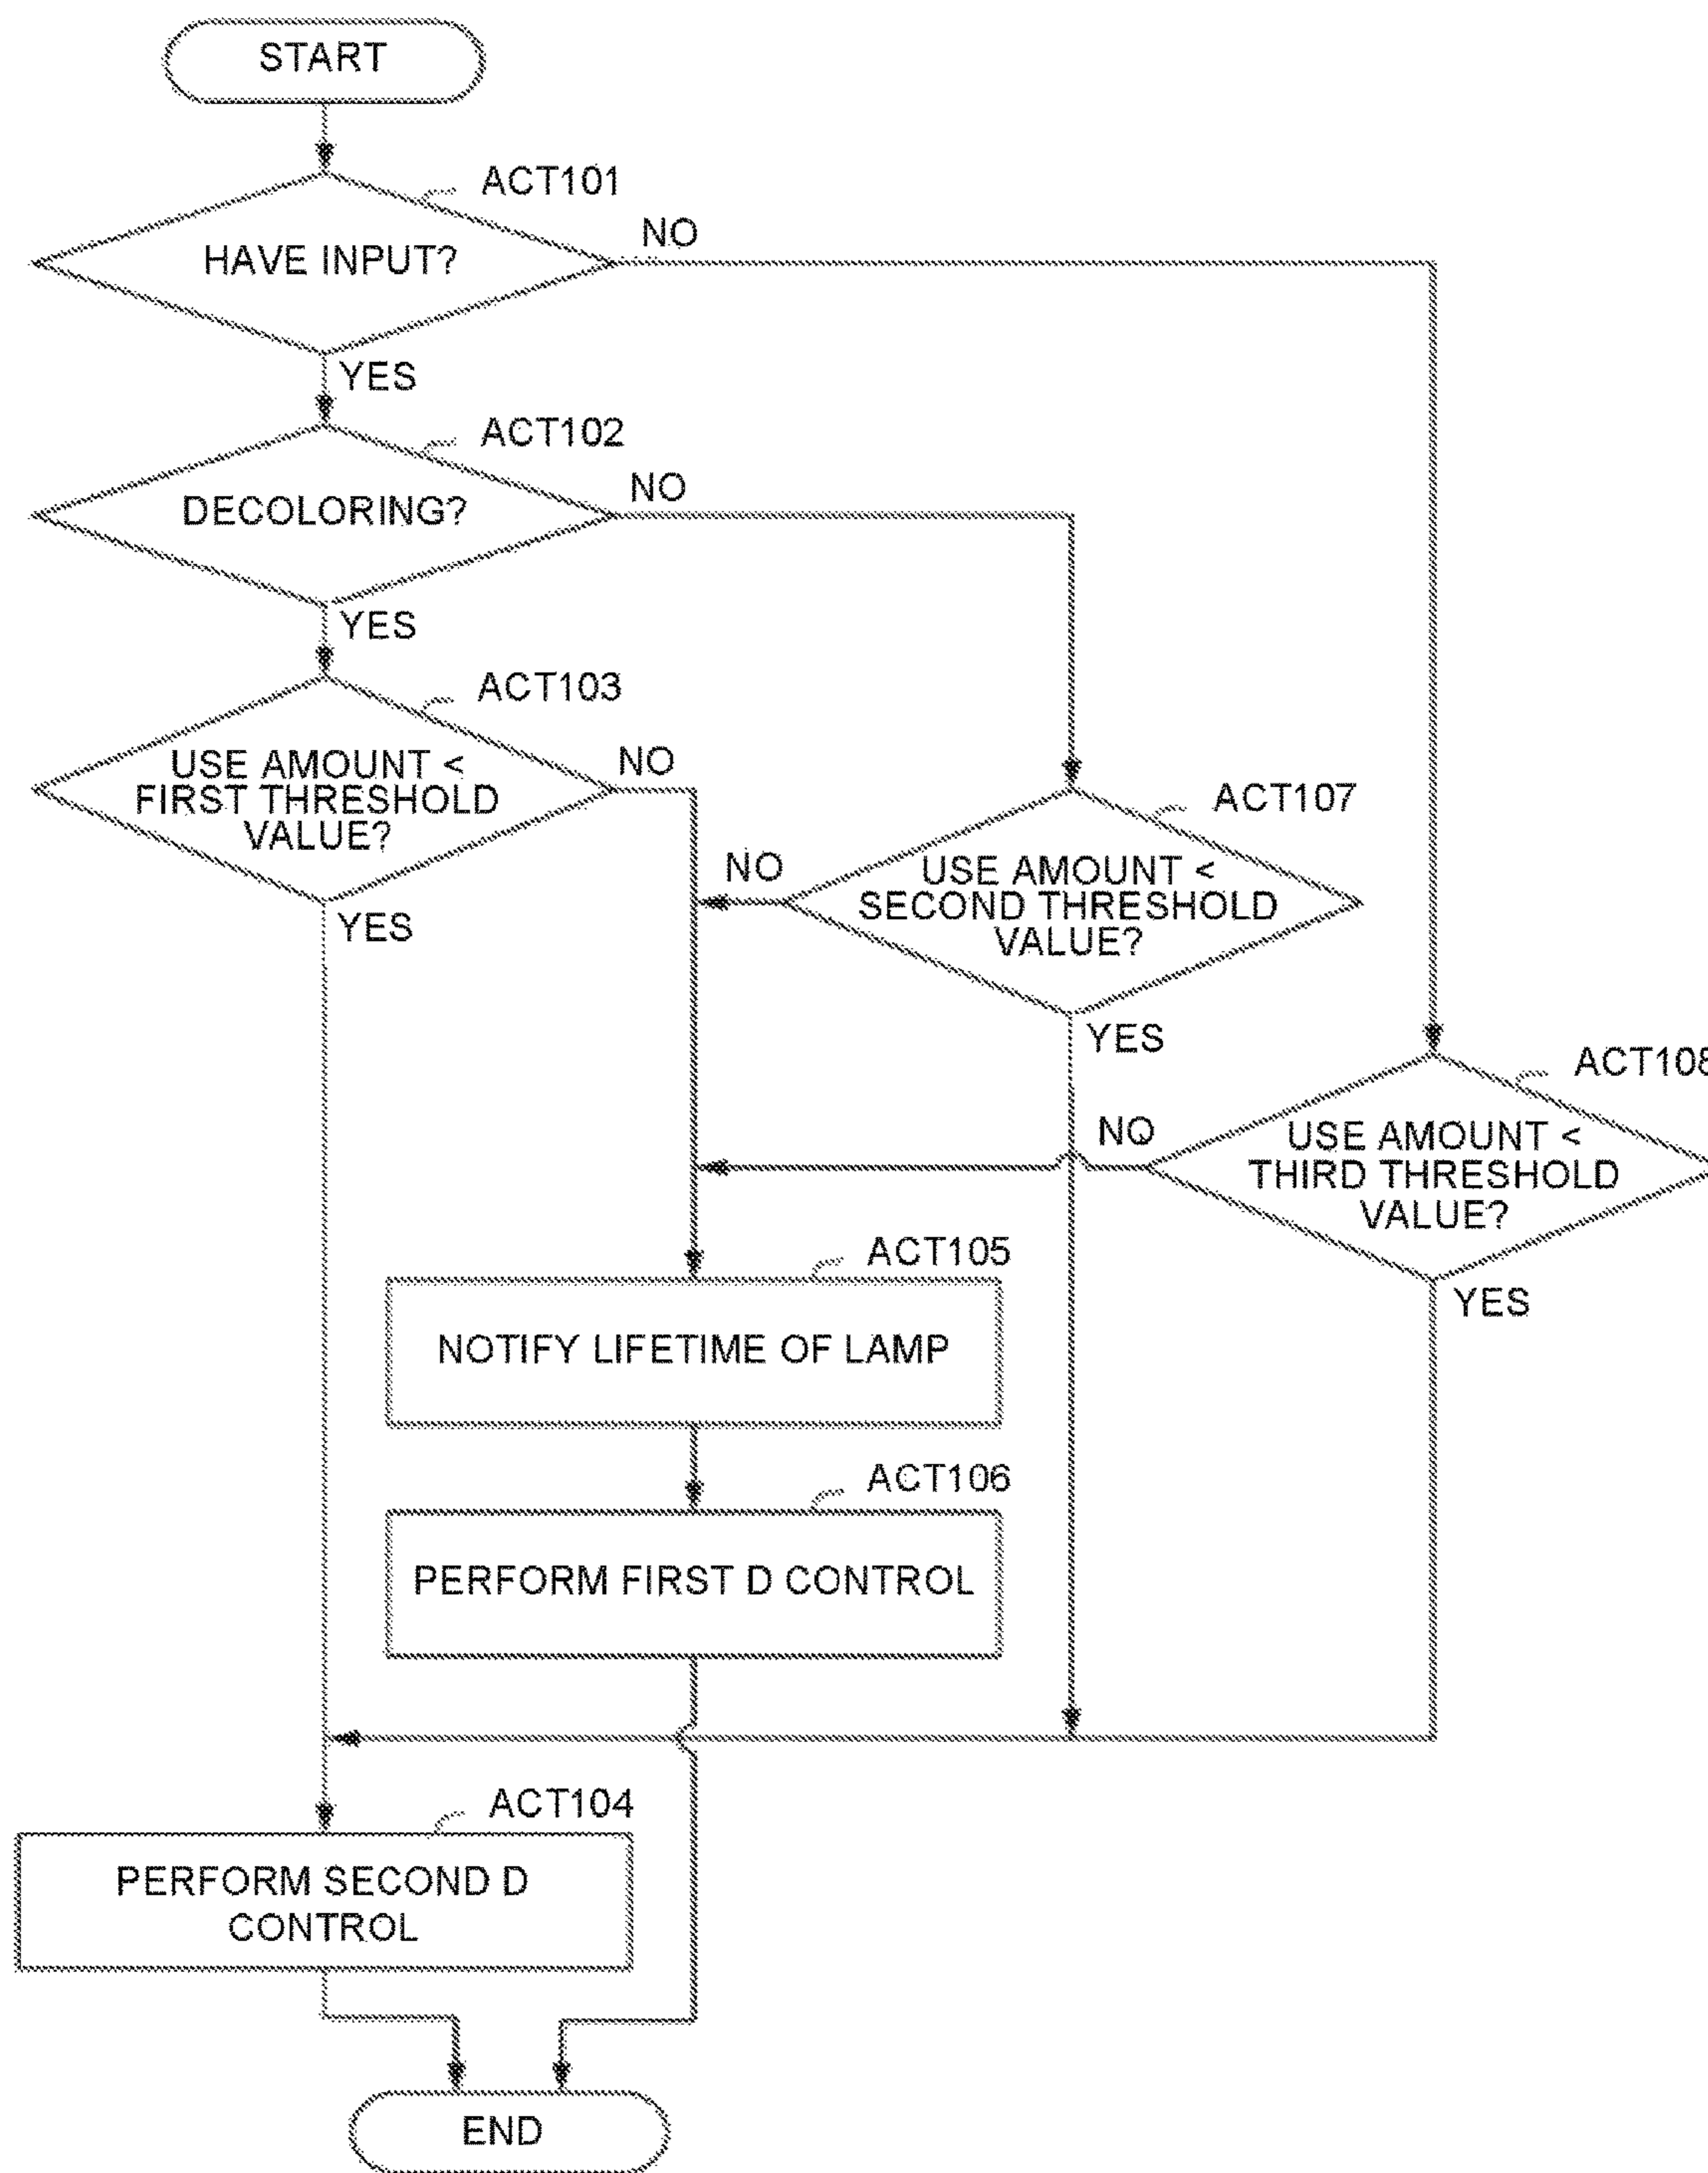 START
ACT101
HAVE INPUT?
NO
YES
ACT102
DECOLORING?
NO
YES
ACT103
USE AMOUNT <
FIRST THRESHOLD
VALUE?
NO
YES
ACT107
USE AMOUNT <
SECOND THRESHOLD
VALUE?
NO
YES
ACT108
USE AMOUNT <
THIRD THRESHOLD
VALUE?
NO
YES
ACT105
NOTIFY LIFETIME OF LAMP
ACT106
PERFORM FIRST D CONTROL
ACT104
PERFORM SECOND D
CONTROL
END